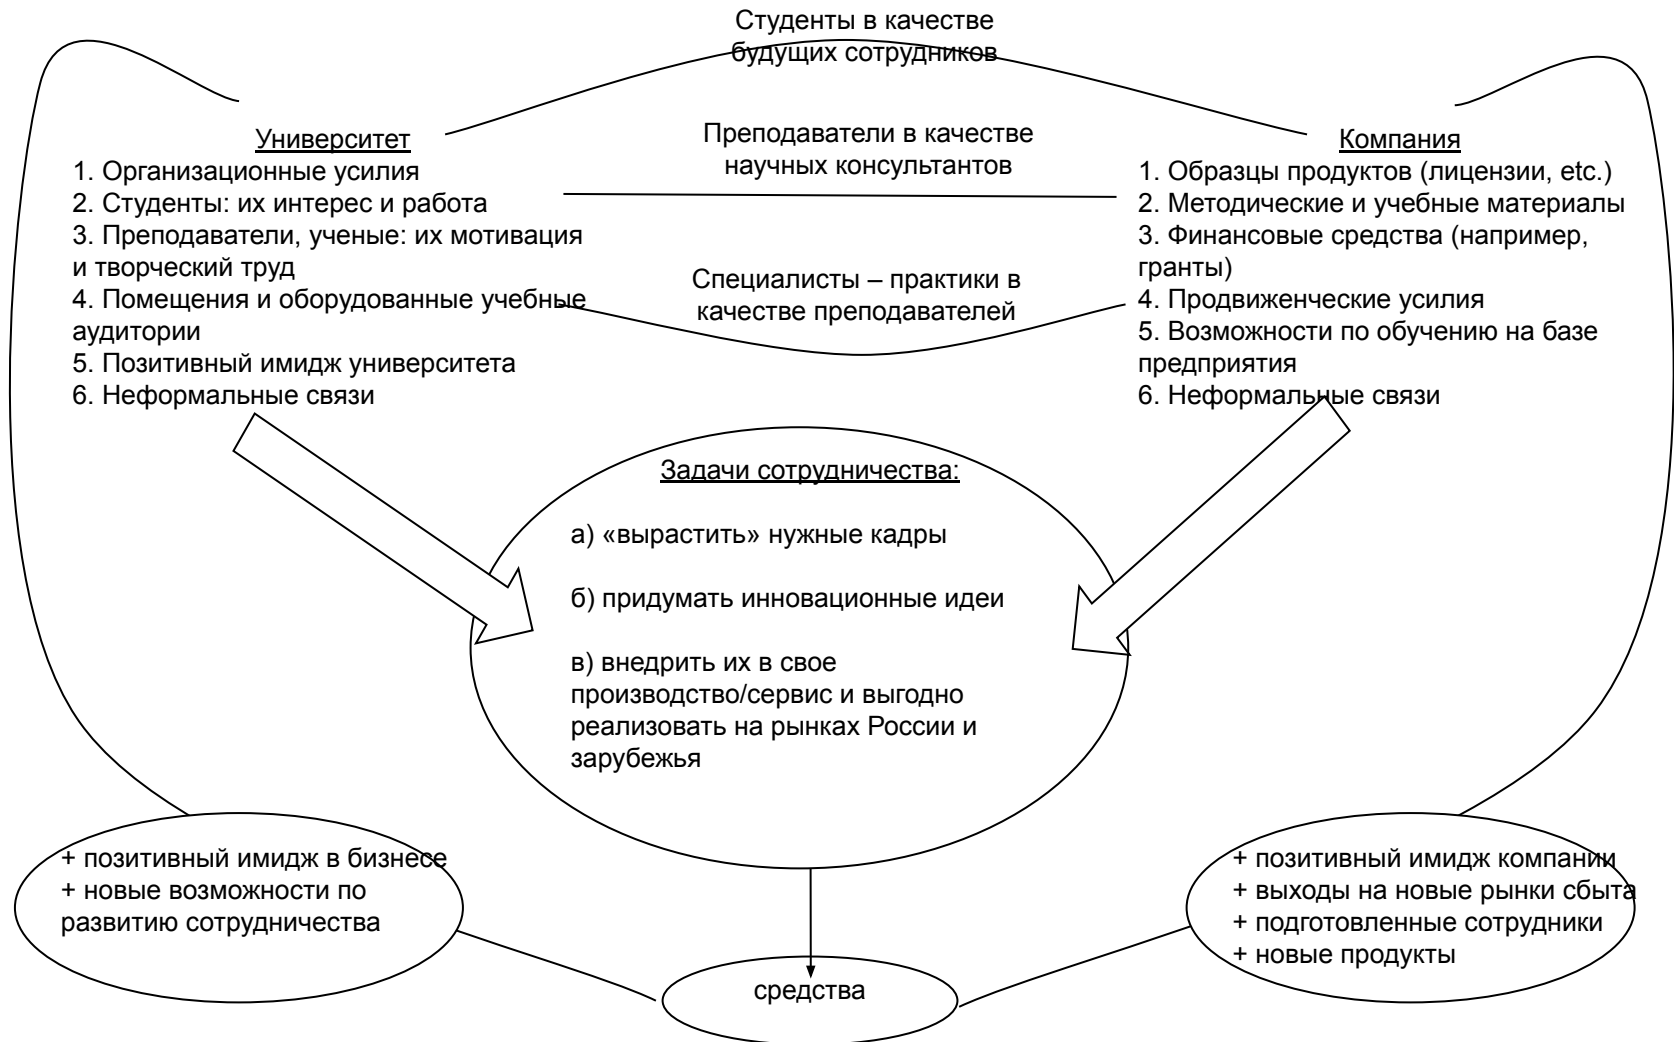 Студенты в качестве
будущих сотрудников
Преподаватели в качестве
научных консультантов
Специалисты – практики в
качестве преподавателей
Университет
1. Организационные усилия
2. Студенты: их интерес и работа
3. Преподаватели, ученые: их мотивация
и творческий труд
4. Помещения и оборудованные учебные
аудитории
5. Позитивный имидж университета
6. Неформальные связи
Компания
1. Образцы продуктов (лицензии, etc.)
2. Методические и учебные материалы
3. Финансовые средства (например,
гранты)
4. Продвиженческие усилия
5. Возможности по обучению на базе
предприятия
6. Неформальные связи
Задачи сотрудничества:
а) «вырастить» нужные кадры
б) придумать инновационные идеи
в) внедрить их в свое
производство/сервис и выгодно
реализовать на рынках России и
зарубежья
+ позитивный имидж в бизнесе
+ новые возможности по
развитию сотрудничества
+ позитивный имидж компании
+ выходы на новые рынки сбыта
+ подготовленные сотрудники
+ новые продукты
средства